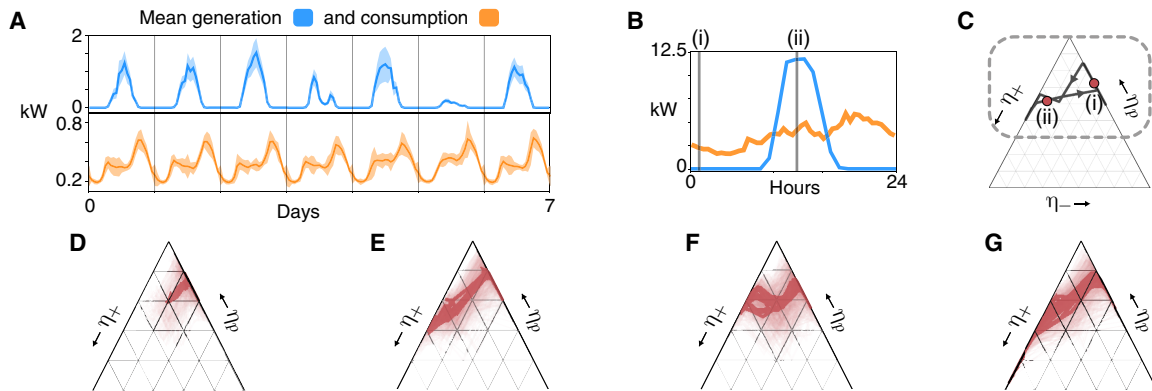 A
Mean generation and consumption
2
kW
0
0.8
0.2
0
Days
7
B
(i)
(ii)
12.5
kW
0
0
Hours
24
C
η+
ηp
(ii)
(i)
η− →
D
η+
ηp
E
η+
ηp
F
η+
ηp
G
η+
ηp